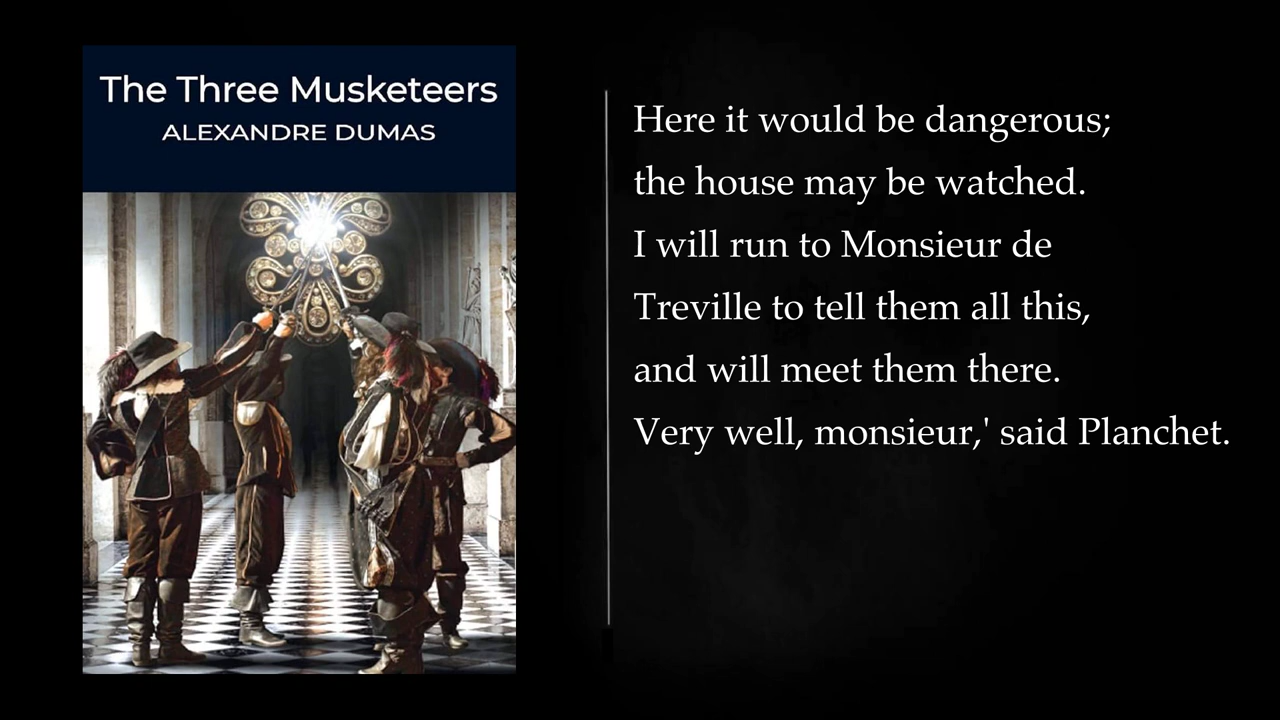 The Three Musketeers
ALEXANDRE DUMAS
Here it would be dangerous;
the house may be watched.
I will run to Monsieur de
Treville to tell them all this,
and will meet them there.
Very well, monsieur,' said Planchet.